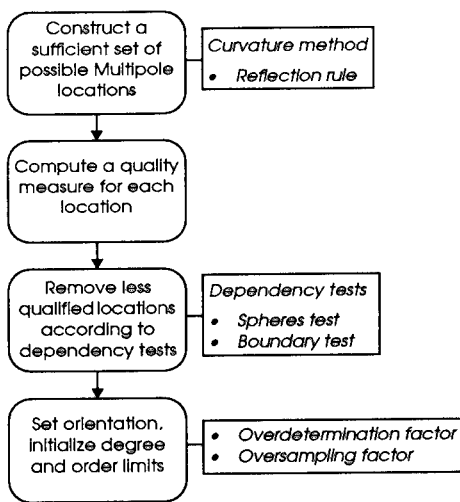 Construct a
sufficient set of
possible Multipole
locations
Curvature method
• Reflection rule
Compute a quality
measure for each
location
Remove less
qualified locations
according to
dependency tests
Dependency tests
• Spheres test
• Boundary test
Set orientation,
initialize degree
and order limits
• Overdetermination factor
• Oversampling factor